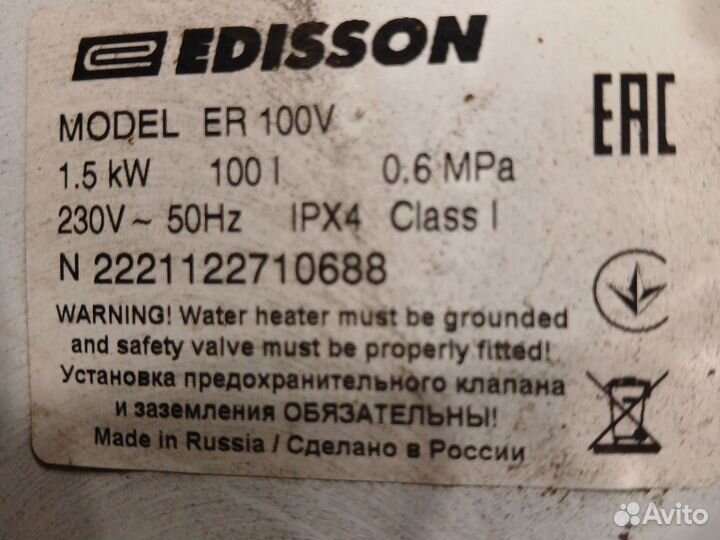 EDISSON
MODEL ER 100V
1.5 kW 100 l 0.6 MPa
230V ~ 50Hz IPX4 Class I
N 2221122710688
WARNING! Water heater must be grounded
and safety valve must be properly fitted!
Установка предохранительного клапана
и заземления ОБЯЗАТЕЛЬНЫ!
Made in Russia / Сделано в России
EAC
Avito